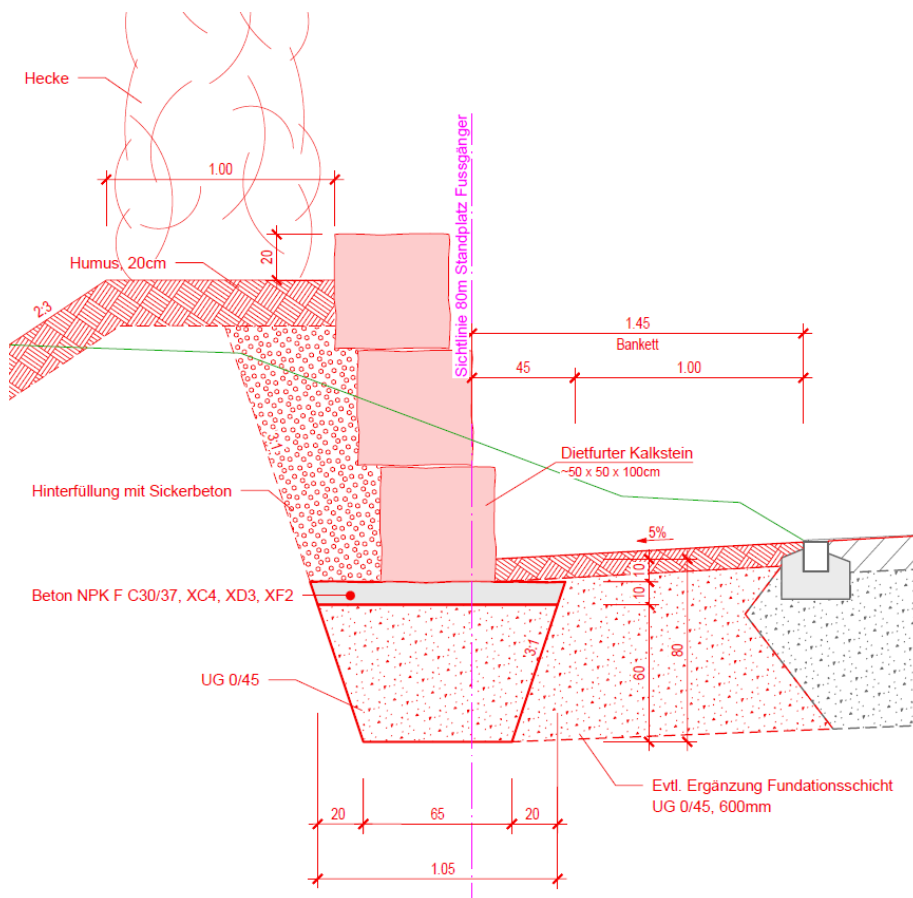 Hecke
1.00
Sichtlinie 80m Standplatz Fussgänger
20
Humus, 20cm
2:3
1.45
Bankett
45
1.00
3:1
Dietfurter Kalkstein
~50 x 50 x 100cm
Hinterfüllung mit Sickerbeton
5%
10
Beton NPK F C30/37, XC4, XD3, XF2
10
3:1
60
80
UG 0/45
Evtl. Ergänzung Fundationsschicht
UG 0/45, 600mm
20
65
20
1.05